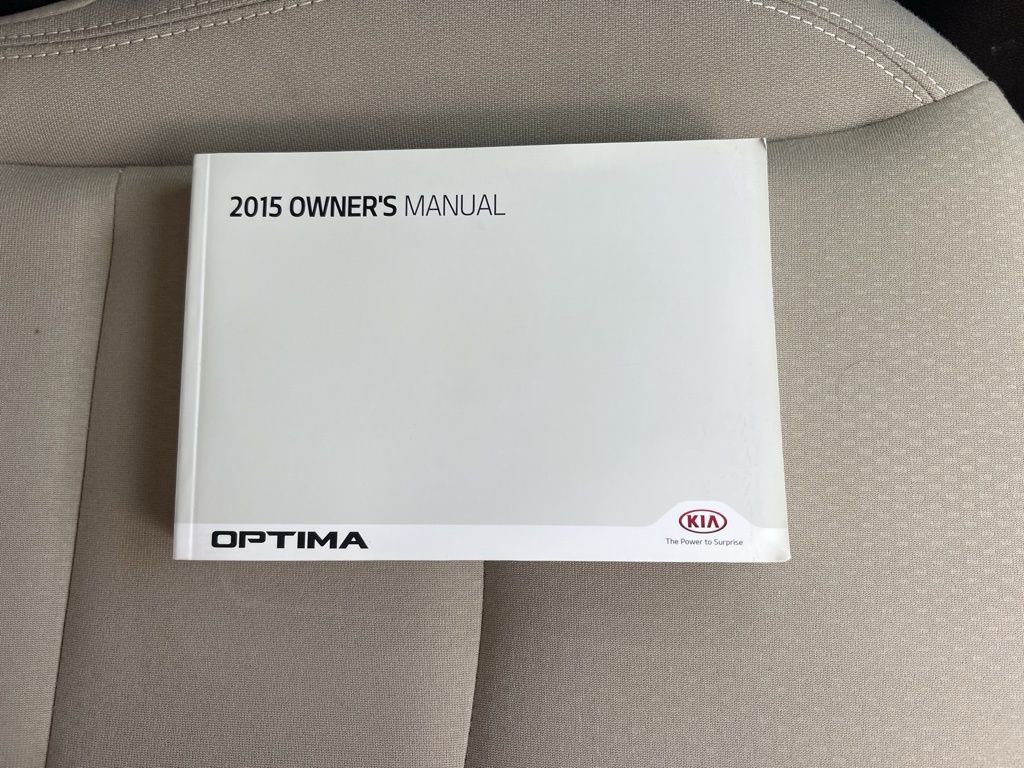 2015 OWNER'S MANUAL
OPTIMA
KIA
The Power to Surprise